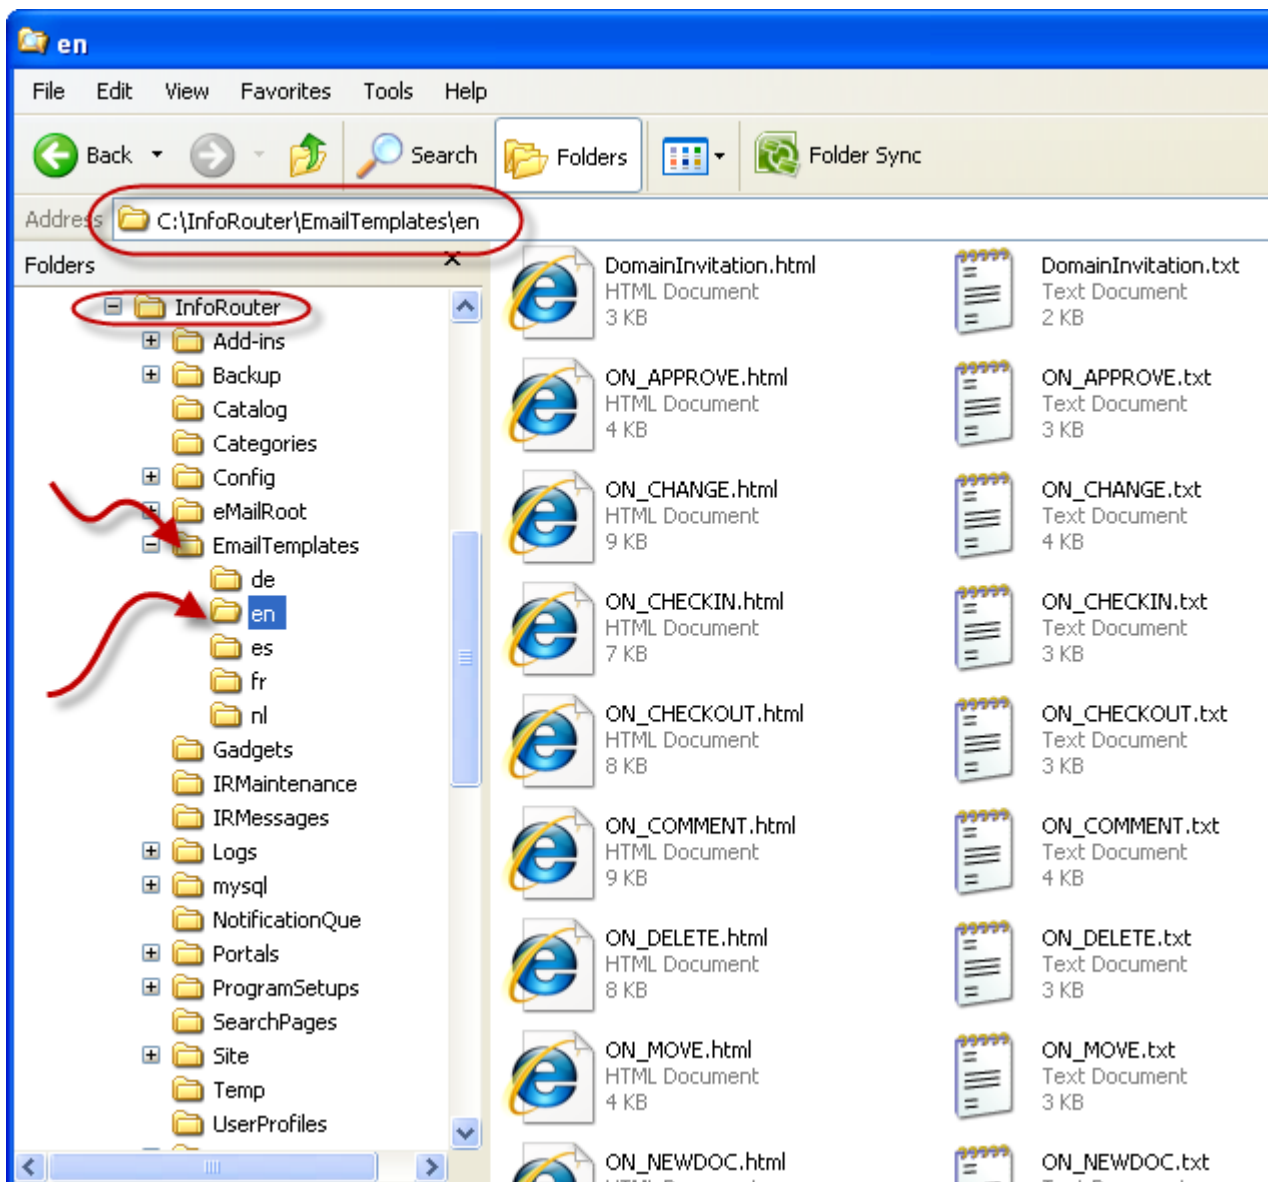 en
File Edit View Favorites Tools Help
Back Search Folders Folder Sync
Address C:\InfoRouter\EmailTemplates\en
Folders
InfoRouter
Add-ins
Backup
Catalog
Categories
Config
eMailRoot
EmailTemplates
de
en
es
fr
nl
Gadgets
IRMaintenance
IRMessages
Logs
mysql
NotificationQue
Portals
ProgramSetups
SearchPages
Site
Temp
UserProfiles
DomainInvitation.html
HTML Document
3 KB
DomainInvitation.txt
Text Document
2 KB
ON_APPROVE.html
HTML Document
4 KB
ON_APPROVE.txt
Text Document
3 KB
ON_CHANGE.html
HTML Document
9 KB
ON_CHANGE.txt
Text Document
4 KB
ON_CHECKIN.html
HTML Document
7 KB
ON_CHECKIN.txt
Text Document
3 KB
ON_CHECKOUT.html
HTML Document
8 KB
ON_CHECKOUT.txt
Text Document
3 KB
ON_COMMENT.html
HTML Document
9 KB
ON_COMMENT.txt
Text Document
4 KB
ON_DELETE.html
HTML Document
8 KB
ON_DELETE.txt
Text Document
3 KB
ON_MOVE.html
HTML Document
4 KB
ON_MOVE.txt
Text Document
3 KB
ON_NEWDOC.html
ON_NEWDOC.txt